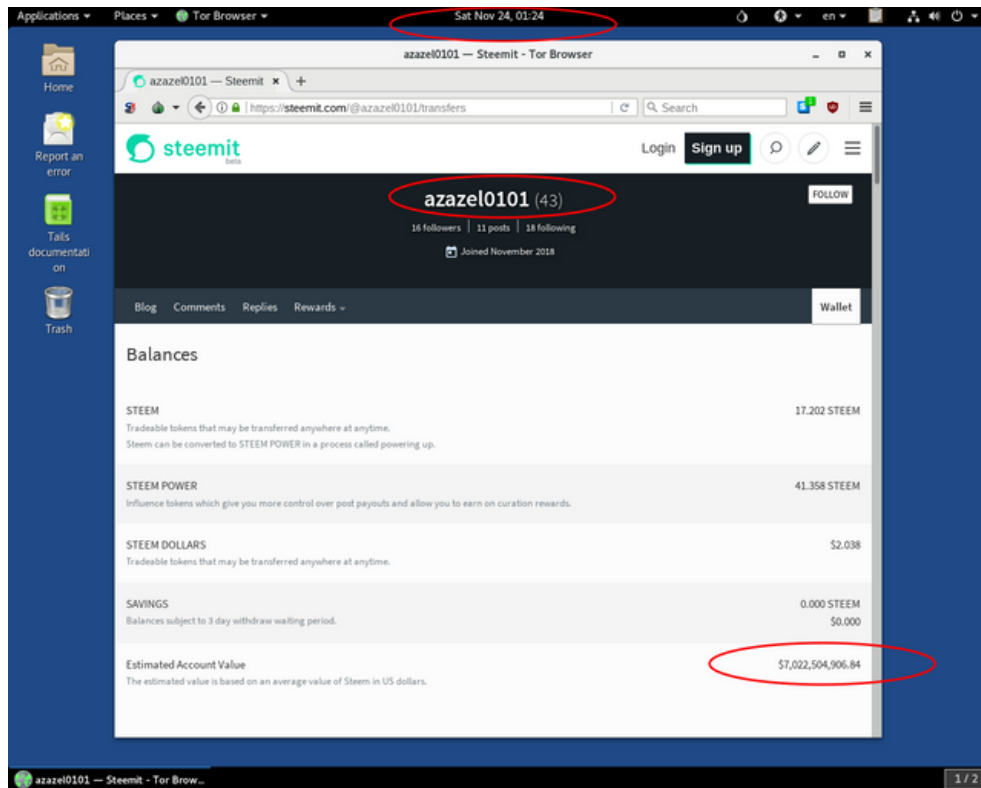 Applications Places Tor Browser Sat Nov 24, 01:24 en
Home
Report an
error
Tails
documentati
on
Trash
azazel0101 — Steemit - Tor Browser
azazel0101 — Steemit × +
https://steemit.com/@azazel0101/transfers Search
steemit
beta
Login Sign up
azazel0101 (43)
FOLLOW
16 followers 11 posts 18 following
Joined November 2018
Blog Comments Replies Rewards Wallet
Balances
STEEM 17.202 STEEM
Tradeable tokens that may be transferred anywhere at anytime.
Steem can be converted to STEEM POWER in a process called powering up.
STEEM POWER 41.358 STEEM
Influence tokens which give you more control over post payouts and allow you to earn on curation rewards.
STEEM DOLLARS $2.038
Tradeable tokens that may be transferred anywhere at anytime.
SAVINGS 0.000 STEEM
Balances subject to 3 day withdraw waiting period. $0.000
Estimated Account Value $7,022,504,906.84
The estimated value is based on an average value of Steem in US dollars.
azazel0101 — Steemit - Tor Brow...
1 / 2